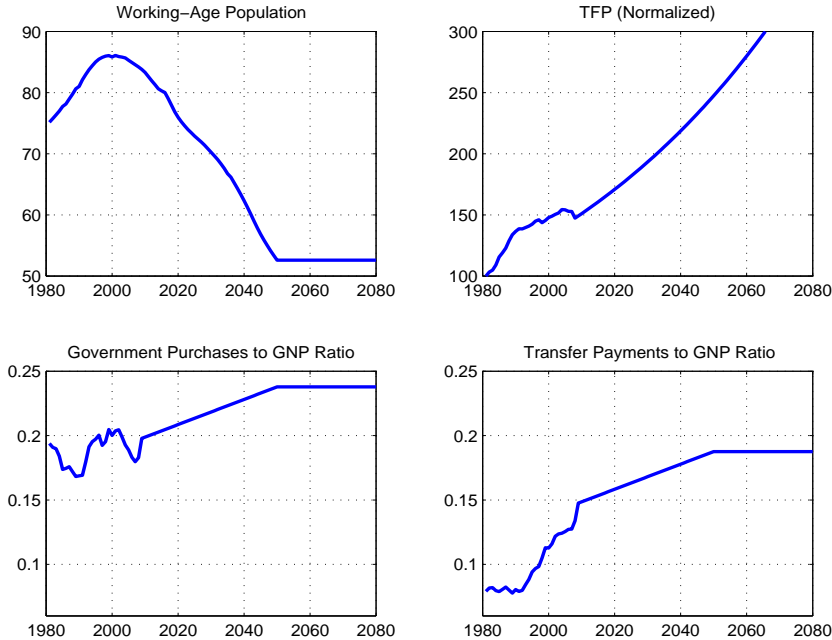 Working−Age Population
90
80
70
60
50
1980 2000 2020 2040 2060 2080
TFP (Normalized)
300
250
200
150
100
1980 2000 2020 2040 2060 2080
Government Purchases to GNP Ratio
0.25
0.2
0.15
0.1
1980 2000 2020 2040 2060 2080
Transfer Payments to GNP Ratio
0.25
0.2
0.15
0.1
1980 2000 2020 2040 2060 2080